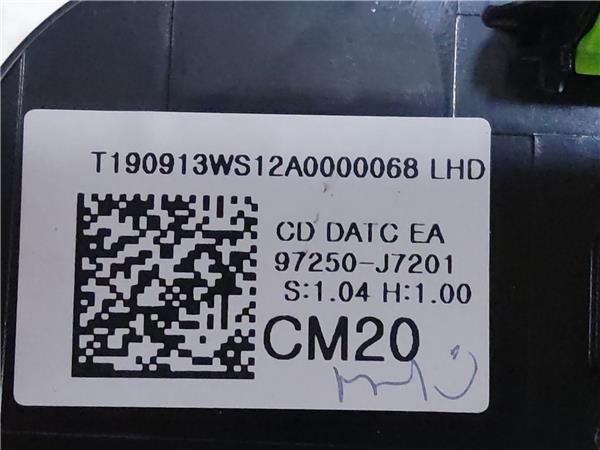 T190913WS12A0000068 LHD
CD DATC EA
97250-J7201
S:1.04 H:1.00
CM20